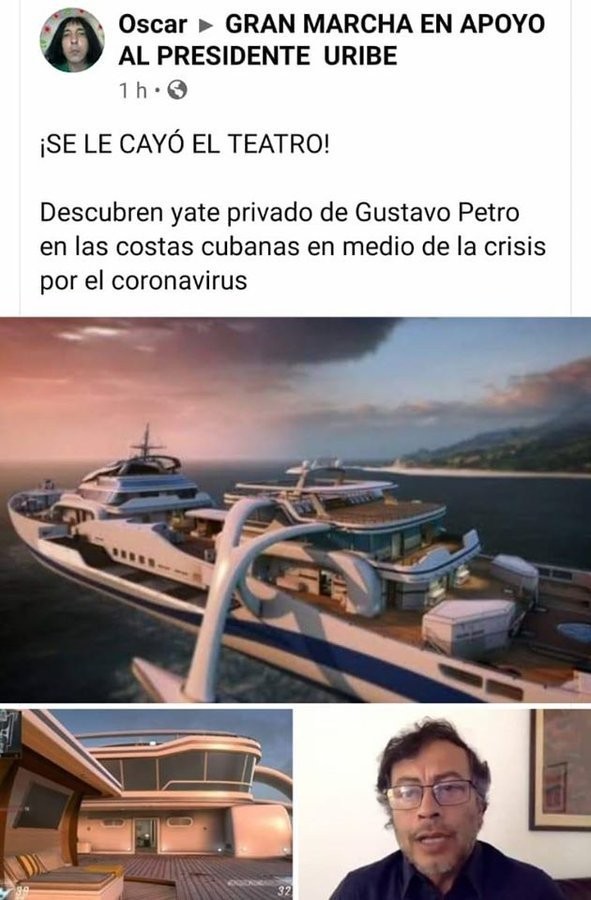 Oscar ▸ GRAN MARCHA EN APOYO
AL PRESIDENTE URIBE
1 h ·
¡SE LE CAYÓ EL TEATRO!
Descubren yate privado de Gustavo Petro
en las costas cubanas en medio de la crisis
por el coronavirus
39
32